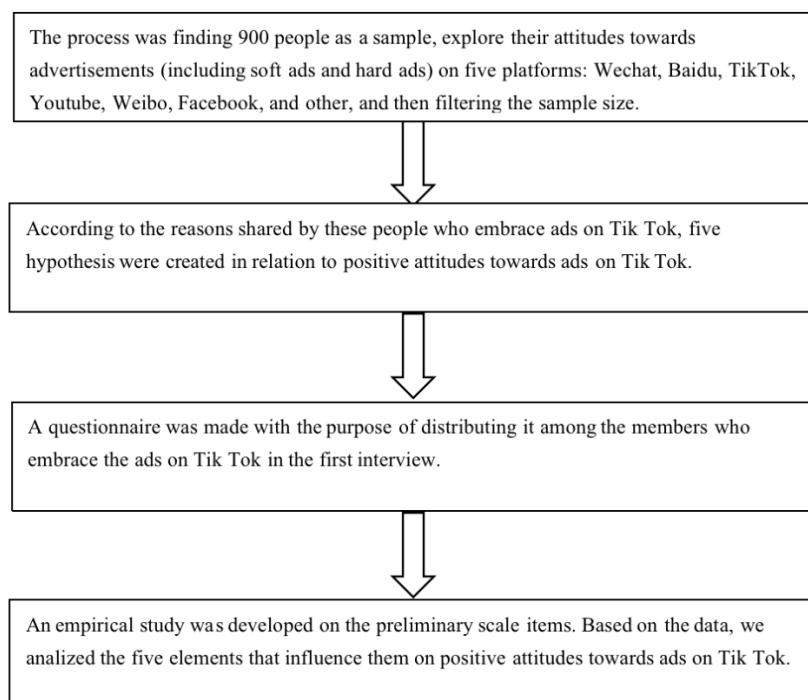 The process was finding 900 people as a sample, explore their attitudes towards
advertisements (including soft ads and hard ads) on five platforms: Wechat, Baidu, TikTok,
Youtube, Weibo, Facebook, and other, and then filtering the sample size.
According to the reasons shared by these people who embrace ads on Tik Tok, five
hypothesis were created in relation to positive attitudes towards ads on Tik Tok.
A questionnaire was made with the purpose of distributing it among the members who
embrace the ads on Tik Tok in the first interview.
An empirical study was developed on the preliminary scale items. Based on the data, we
analized the five elements that influence them on positive attitudes towards ads on Tik Tok.